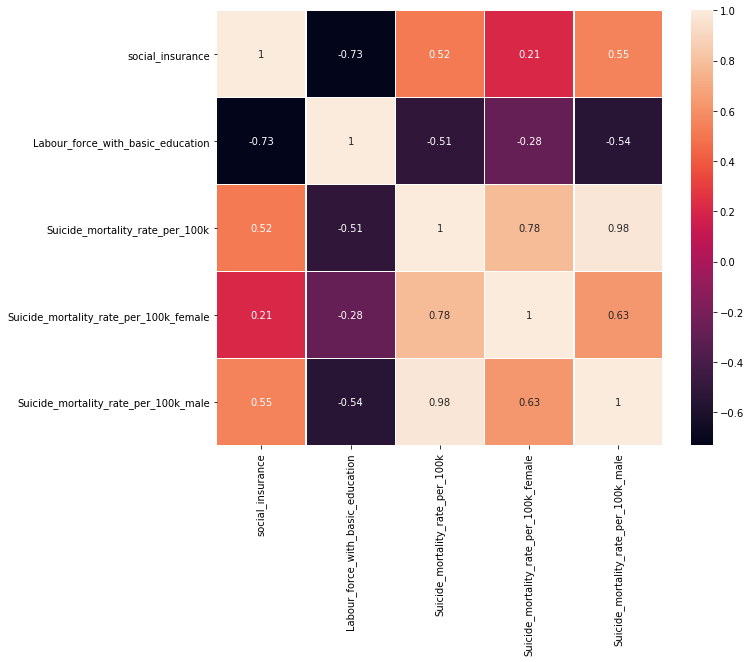 social_insurance 1 -0.73 0.52 0.21 0.55
Labour_force_with_basic_education -0.73 1 -0.51 -0.28 -0.54
Suicide_mortality_rate_per_100k 0.52 -0.51 1 0.78 0.98
Suicide_mortality_rate_per_100k_female 0.21 -0.28 0.78 1 0.63
Suicide_mortality_rate_per_100k_male 0.55 -0.54 0.98 0.63 1
social_insurance
Labour_force_with_basic_education
Suicide_mortality_rate_per_100k
Suicide_mortality_rate_per_100k_female
Suicide_mortality_rate_per_100k_male
1.0
0.8
0.6
0.4
0.2
0.0
−0.2
−0.4
−0.6